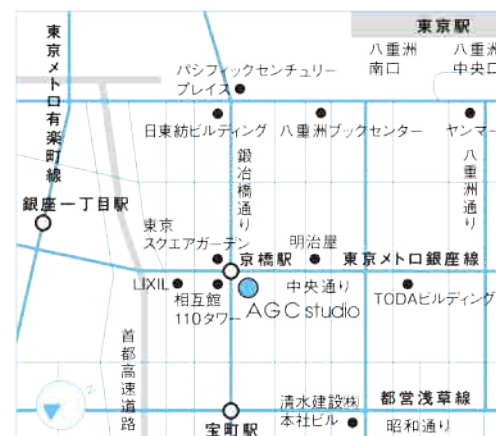 東京駅
東京メトロ有楽町線
八重洲
南口
八重洲
中央口
パシフィックセンチュリー
プレイス
日東紡ビルディング
八重洲ブックセンター
ヤンマー
鍛冶橋通り
八重洲通り
銀座一丁目駅
東京
スクエアガーデン
京橋駅
明治屋
東京メトロ銀座線
LIXIL
相互館
110タワー
中央通り
TODAビルディング
AGC studio
首都高速道路
N
清水建設㈱
本社ビル
都営浅草線
宝町駅
昭和通り